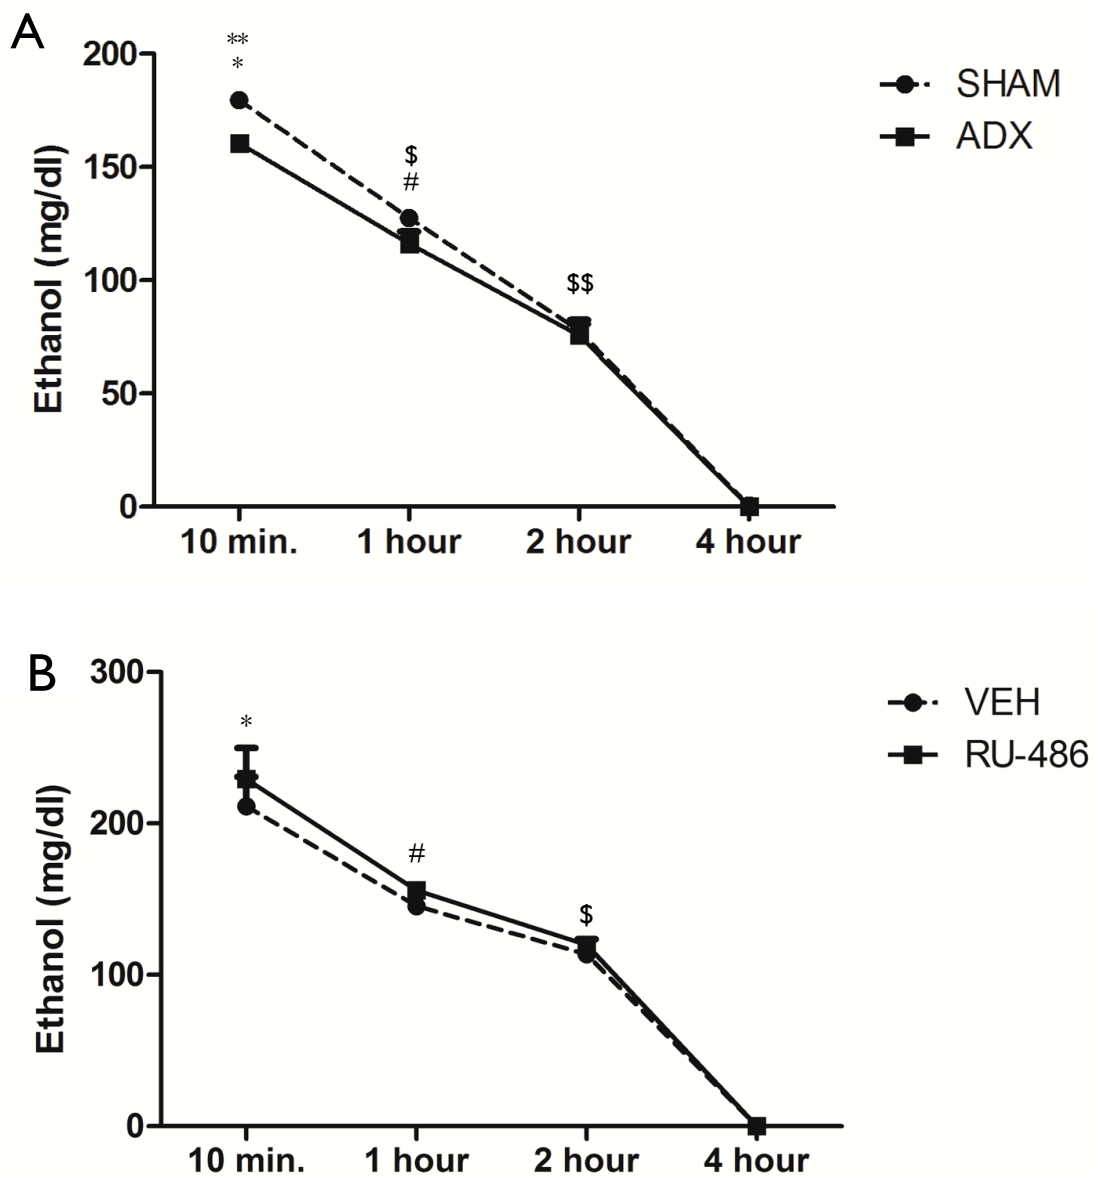 A
**
*
200
SHAM
ADX
$
#
150
$$
100
50
0
Ethanol (mg/dl)
10 min. 1 hour 2 hour 4 hour
B
300
*
VEH
RU-486
200
#
$
100
0
Ethanol (mg/dl)
10 min. 1 hour 2 hour 4 hour